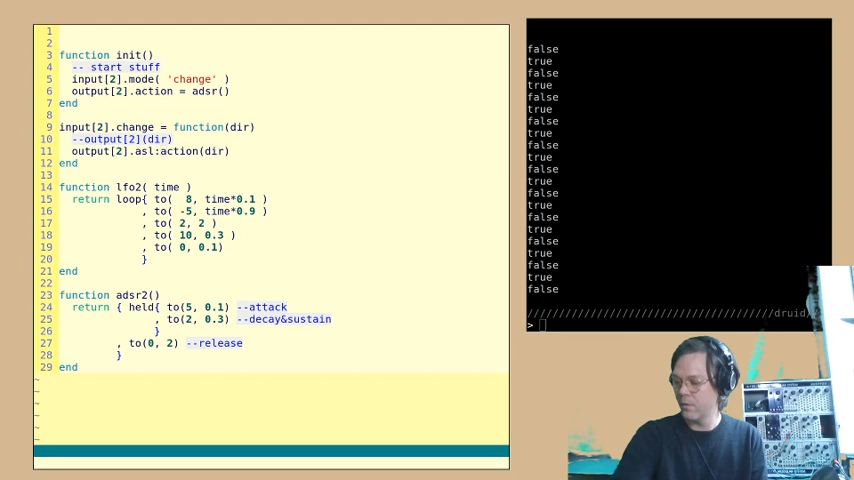 1
2
3 function init()
4 -- start stuff
5 input[2].mode( 'change' )
6 output[2].action = adsr()
7 end
8
9 input[2].change = function(dir)
10 --output[2](dir)
11 output[2].asl:action(dir)
12 end
13
14 function lfo2( time )
15 return loop{ to( 8, time*0.1 )
16 , to( -5, time*0.9 )
17 , to( 2, 2 )
18 , to( 10, 0.3 )
19 , to( 0, 0.1)
20 }
21 end
22
23 function adsr2()
24 return { held{ to(5, 0.1) --attack
25 , to(2, 0.3) --decay&sustain
26 }
27 , to(0, 2) --release
28 }
29 end
~
~
~
~
~
~
false
true
false
true
false
true
false
true
false
true
false
true
false
true
false
true
false
true
false
true
false
/////////////////////////////////////////druid/
>